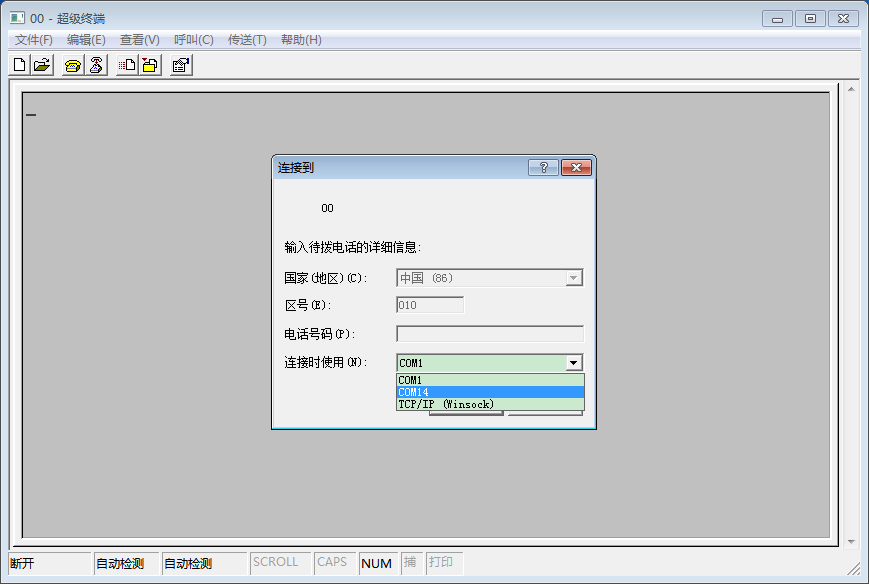 00 - 超级终端
文件(F) 编辑(E) 查看(V) 呼叫(C) 传送(T) 帮助(H)
连接到
00
输入待拨电话的详细信息:
国家(地区)(C): 中国 (86)
区号(E): 010
电话号码(P):
连接时使用(N): COM1
COM1
COM14
TCP/IP (Winsock)
断开 自动检测 自动检测 SCROLL CAPS NUM 捕 打印